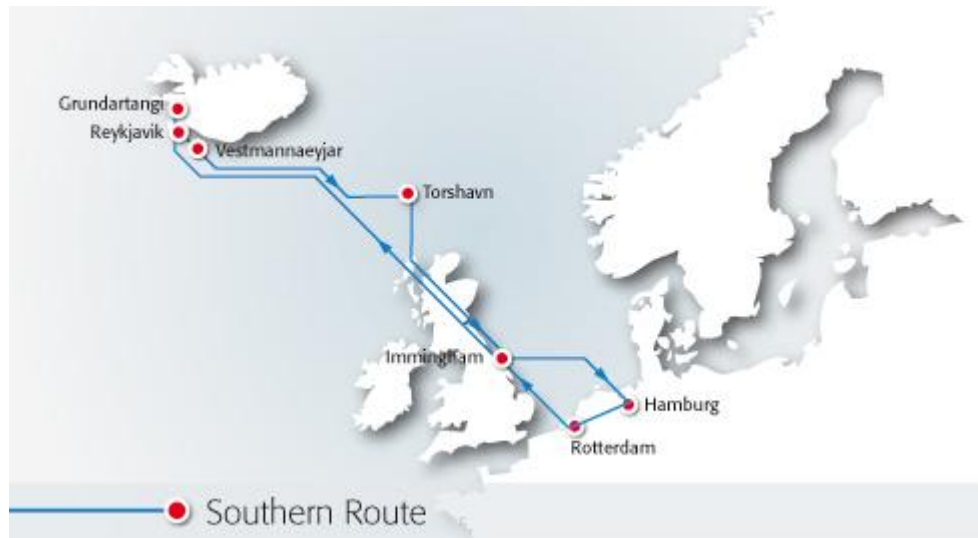 Grundartangi
Reykjavik
Vestmannaeyjar
Torshavn
Immingham
Hamburg
Rotterdam
Southern Route